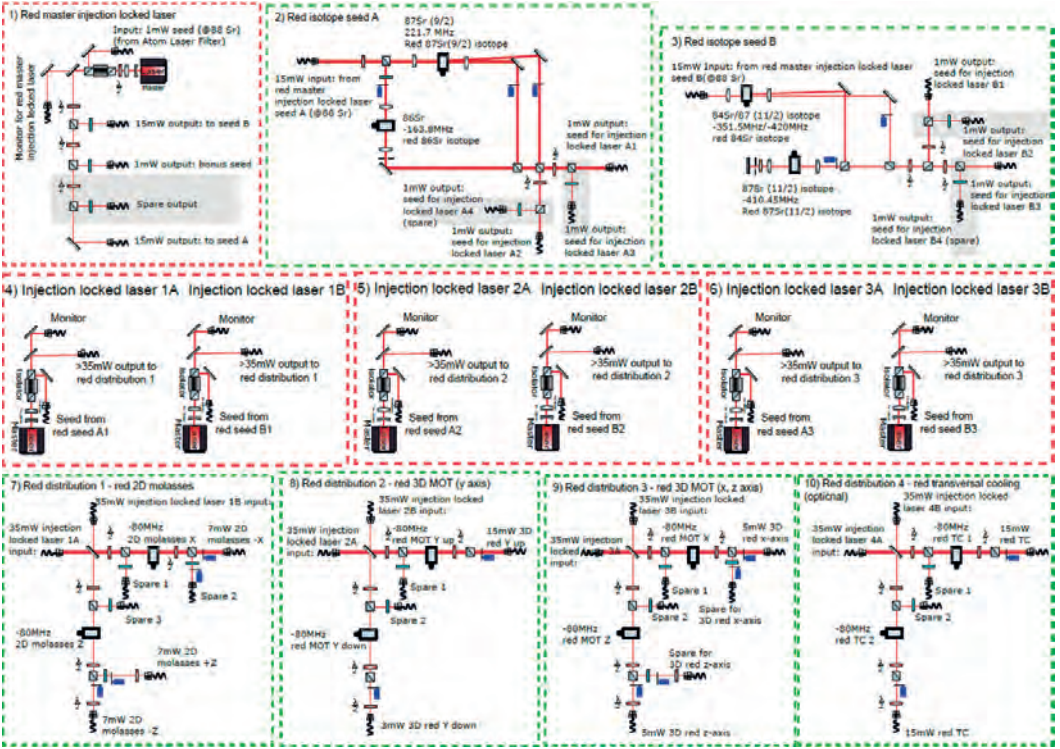 1) Red master injection locked laser
Input: 1mW seed (@88 Sr)
(from Atom Laser Filter)
Monitor for red master
injection locked laser
Laser
Master
15mW output: to seed B
1mW output: bonus seed
Spare output
15mW output: to seed A
2) Red isotope seed A
87Sr (9/2)
221.7 MHz
Red 87Sr(9/2) isotope
15mW input: from
red master
injection locked laser
seed A (@88 Sr)
86Sr
-163.8MHz
red 86Sr isotope
1mW output:
seed for injection
locked laser A1
1mW output:
seed for injection
locked laser A4
(spare)
1mW output:
seed for injection
locked laser A2
1mW output:
seed for injection
locked laser A3
3) Red isotope seed B
15mW Input: from red master injection locked laser
seed B(@88 Sr)
84Sr/87 (11/2) isotope
-351.5MHz/-420MHz
red 84Sr isotope
87Sr (11/2) isotope
-410.45MHz
Red 87Sr(11/2) isotope
1mW output:
seed for injection locked laser
B1
1mW output:
seed for injection
locked laser B2
1mW output:
seed for injection
locked laser B3
1mW output:
seed for injection
locked laser B4 (spare)
4) Injection locked laser 1A
Monitor
>35mW output to
red distribution 1
Isolator
Seed from
red seed A1
Master
Injection locked laser 1B
Monitor
>35mW output to
red distribution 1
Isolator
Seed from
red seed B1
Master
5) Injection locked laser 2A
Monitor
>35mW output to
red distribution 2
Isolator
Seed from
red seed A2
Master
Injection locked laser 2B
Monitor
>35mW output to
red distribution 2
Isolator
Seed from
red seed B2
Master
6) Injection locked laser 3A
Monitor
>35mW output to
red distribution 3
Isolator
Seed from
red seed A3
Master
Injection locked laser 3B
Monitor
>35mW output to
red distribution 3
Isolator
Seed from
red seed B3
Master
7) Red distribution 1 - red 2D molasses
35mW injection locked laser 1B input:
35mW injection
locked laser 1A
input:
-80MHz
2D molasses X
7mW 2D
molasses -X
Spare 1
Spare 2
Spare 3
-80MHz
2D molasses Z
7mW 2D
molasses +Z
7mW 2D
molasses -Z
8) Red distribution 2 - red 3D MOT (y axis)
35mW injection locked
laser 2B input:
35mW injection
locked laser 2A
input:
-80MHz
red MOT Y up
15mW 3D
red Y up
Spare 1
Spare 2
-80MHz
red MOT Y down
3mW 3D red Y down
9) Red distribution 3 - red 3D MOT (x, z axis)
35mW injection locked
laser 3B input:
35mW injection
locked laser 3A
input:
-80MHz
red MOT X
5mW 3D
red x-axis
Spare 1
Spare 2
Spare for
3D red x-axis
-80MHz
red MOT Z
Spare for
3D red z-axis
5mW 3D red z-axis
10) Red distribution 4 - red transversal cooling
(optional)
35mW injection locked
laser 4B input:
35mW injection
locked laser 4A
input:
-80MHz
red TC 1
15mW
red TC
Spare 1
Spare 2
-80MHz
red TC 2
15mW red TC